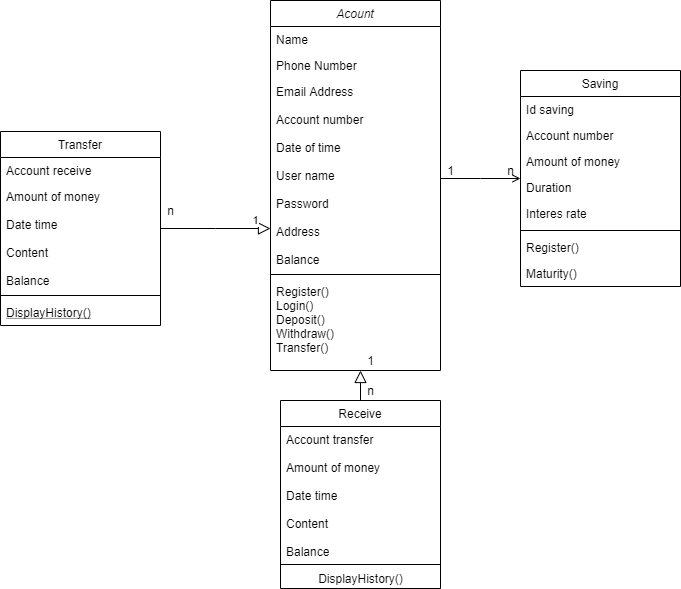 Acount
Name
Phone Number
Email Address
Account number
Date of time
User name
Password
Address
Balance
Register()
Login()
Deposit()
Withdraw()
Transfer()
1
Saving
Id saving
Account number
Amount of money
Duration
Interes rate
Register()
Maturity()
1
n
Transfer
Account receive
Amount of money
Date time
Content
Balance
DisplayHistory()
n
1
n
Receive
Account transfer
Amount of money
Date time
Content
Balance
DisplayHistory()